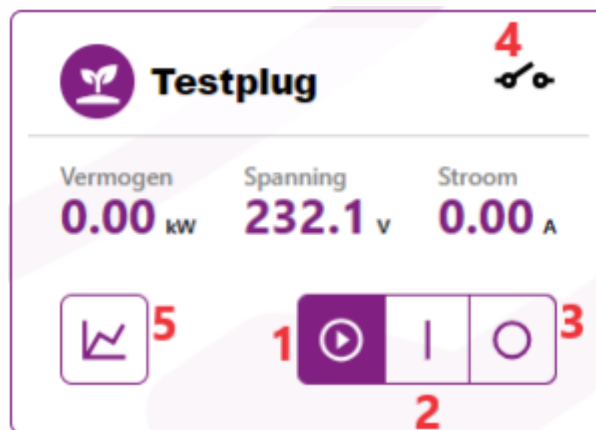 4
Testplug
Vermogen Spanning Stroom
0.00 kW 232.1 V 0.00 A
5 1 3
2